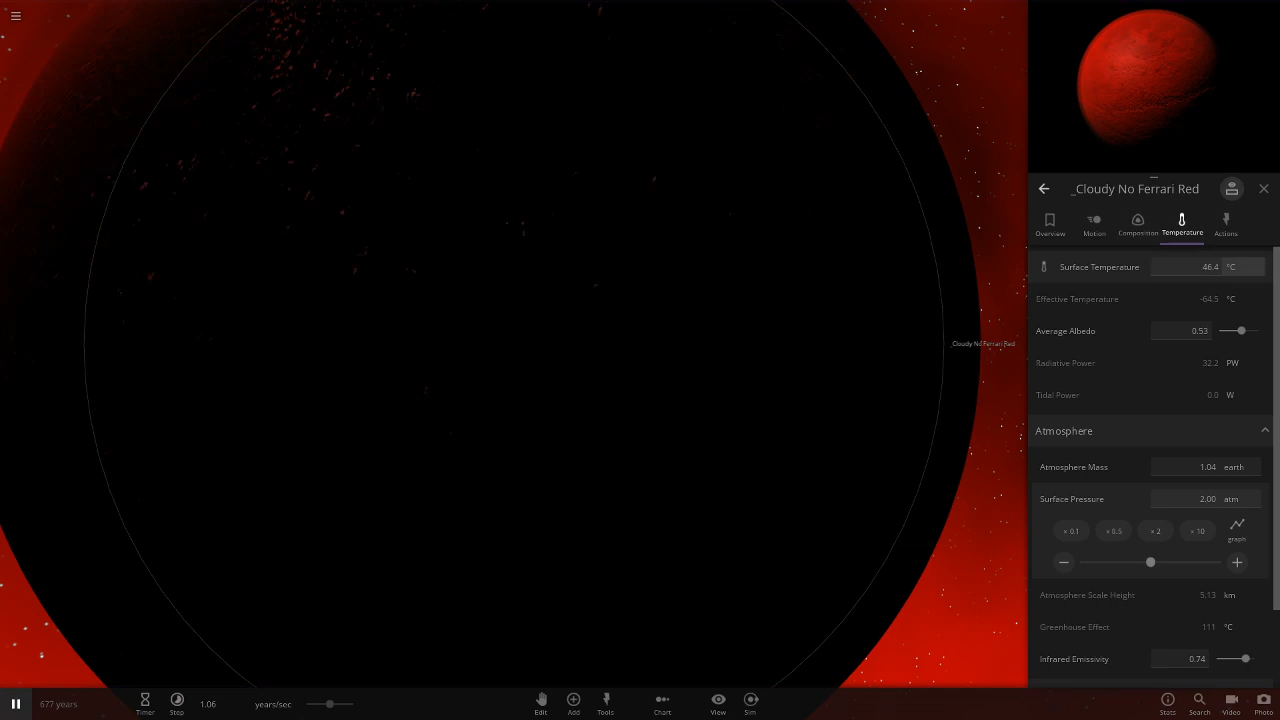 _Cloudy No Ferrari Red
Overview
Motion
Composition
Temperature
Actions
Surface Temperature 46.4 °C
Effective Temperature -64.5 °C
Average Albedo 0.53
Radiative Power 32.2 PW
Tidal Power 0.0 W
Atmosphere
Atmosphere Mass 1.04 earth
Surface Pressure 2.00 atm
× 0.1 × 0.5 × 2 × 10 graph
Atmosphere Scale Height 5.13 km
Greenhouse Effect 111 °C
Infrared Emissivity 0.74
_Cloudy No Ferrari Red
677 years
Timer
Step
1.06 years/sec
Edit
Add
Tools
Chart
View
Sim
Stats
Search
Video
Photo